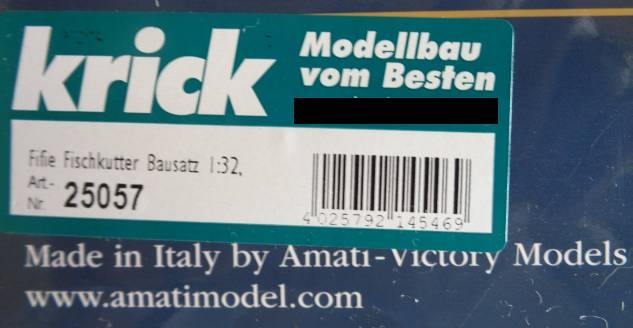 krick
Modellbau
vom Besten
Fifie Fischkutter Bausatz 1:32,
Art.-
Nr. 25057
4 025792 145469
Made in Italy by Amati-Victory Models
www.amatimodel.com